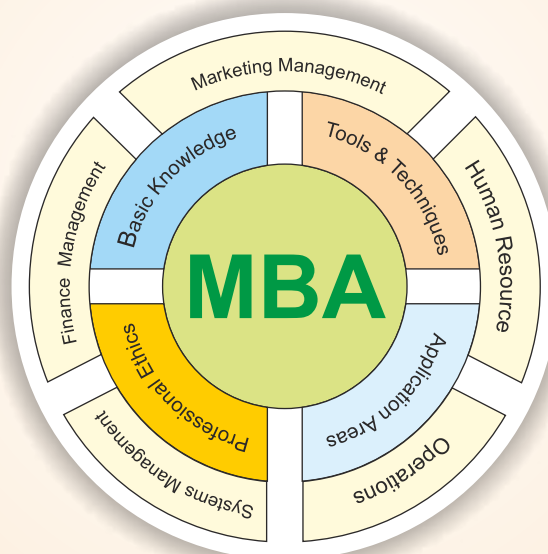 Marketing Management
Human Resource
Operations
Systems Management
Finance Management
Basic Knowledge
Tools & Techniques
Application Areas
Professional Ethics
MBA